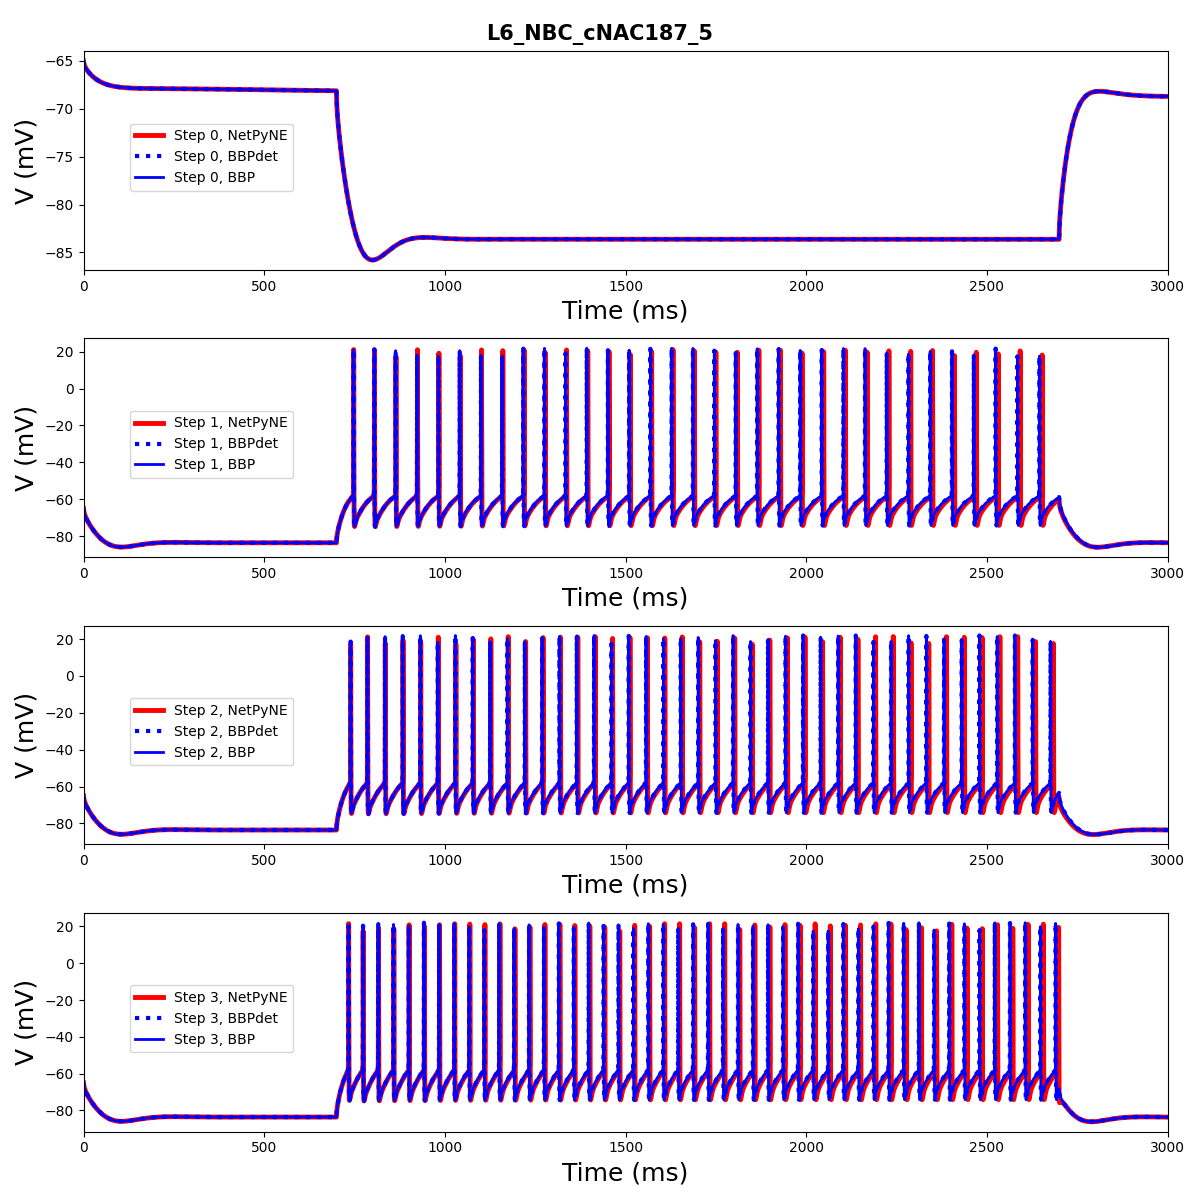 L6_NBC_cNAC187_5
−65
−70
−75
−80
−85
V (mV)
Step 0, NetPyNE
Step 0, BBPdet
Step 0, BBP
0 500 1000 1500 2000 2500 3000
Time (ms)
20
0
−20
−40
−60
−80
V (mV)
Step 1, NetPyNE
Step 1, BBPdet
Step 1, BBP
0 500 1000 1500 2000 2500 3000
Time (ms)
20
0
−20
−40
−60
−80
V (mV)
Step 2, NetPyNE
Step 2, BBPdet
Step 2, BBP
0 500 1000 1500 2000 2500 3000
Time (ms)
20
0
−20
−40
−60
−80
V (mV)
Step 3, NetPyNE
Step 3, BBPdet
Step 3, BBP
0 500 1000 1500 2000 2500 3000
Time (ms)